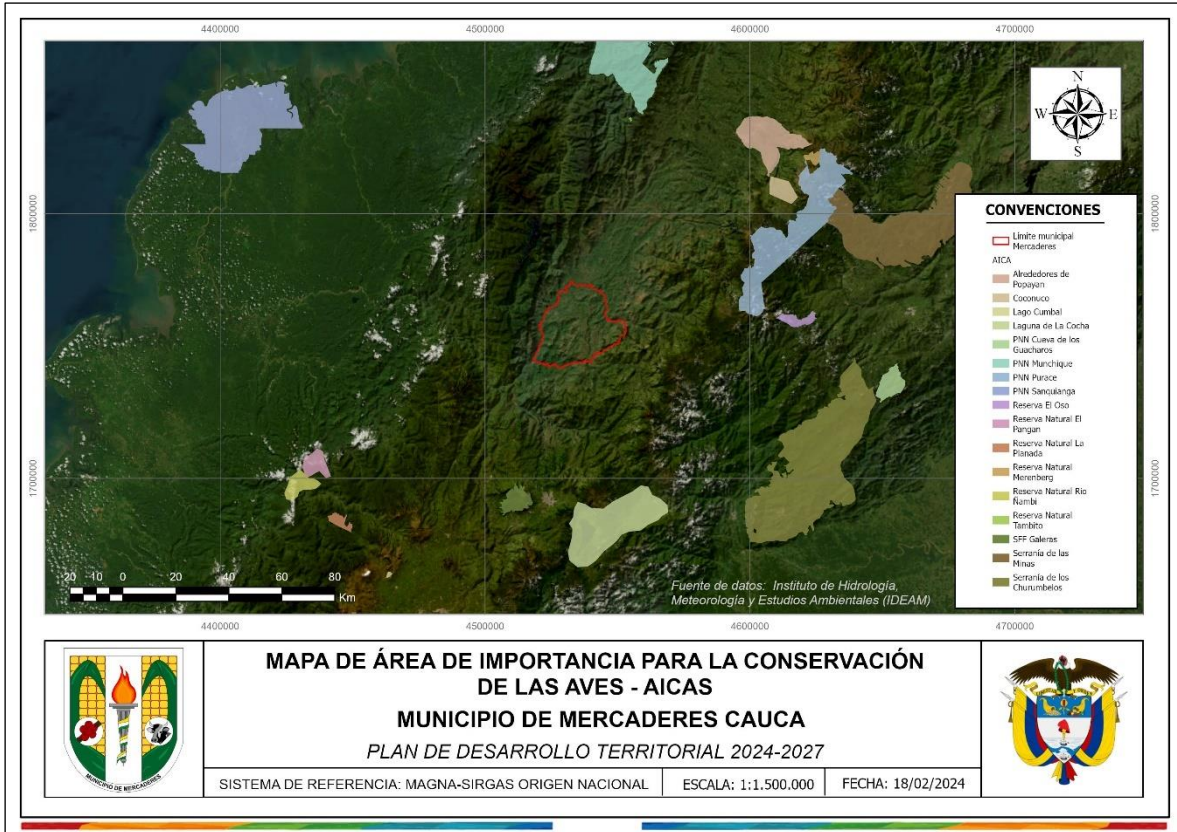 4400000
4500000
4600000
4700000
N
W
E
S
1800000
1800000
1700000
1700000
CONVENCIONES
Límite municipal
Mercaderes
AICA
Alrededores de
Popayan
Coconuco
Lago Cumbal
Laguna de La Cocha
PNN Cueva de los
Guacharos
PNN Munchique
PNN Purace
PNN Sanquianga
Reserva El Oso
Reserva Natural El
Pangan
Reserva Natural La
Planada
Reserva Natural
Merenberg
Reserva Natural Rio
Ñambi
Reserva Natural
Tambito
SFF Galeras
Serranía de las
Minas
Serranía de los
Churumbelos
20 10 0 20 40 60 80
Km
Fuente de datos: Instituto de Hidrología,
Meteorología y Estudios Ambientales (IDEAM)
4400000
4500000
4600000
4700000
MUNICIPIO DE MERCADERES
MAPA DE ÁREA DE IMPORTANCIA PARA LA CONSERVACIÓN
DE LAS AVES - AICAS
MUNICIPIO DE MERCADERES CAUCA
PLAN DE DESARROLLO TERRITORIAL 2024-2027
SISTEMA DE REFERENCIA: MAGNA-SIRGAS ORIGEN NACIONAL
ESCALA: 1:1.500.000
FECHA: 18/02/2024